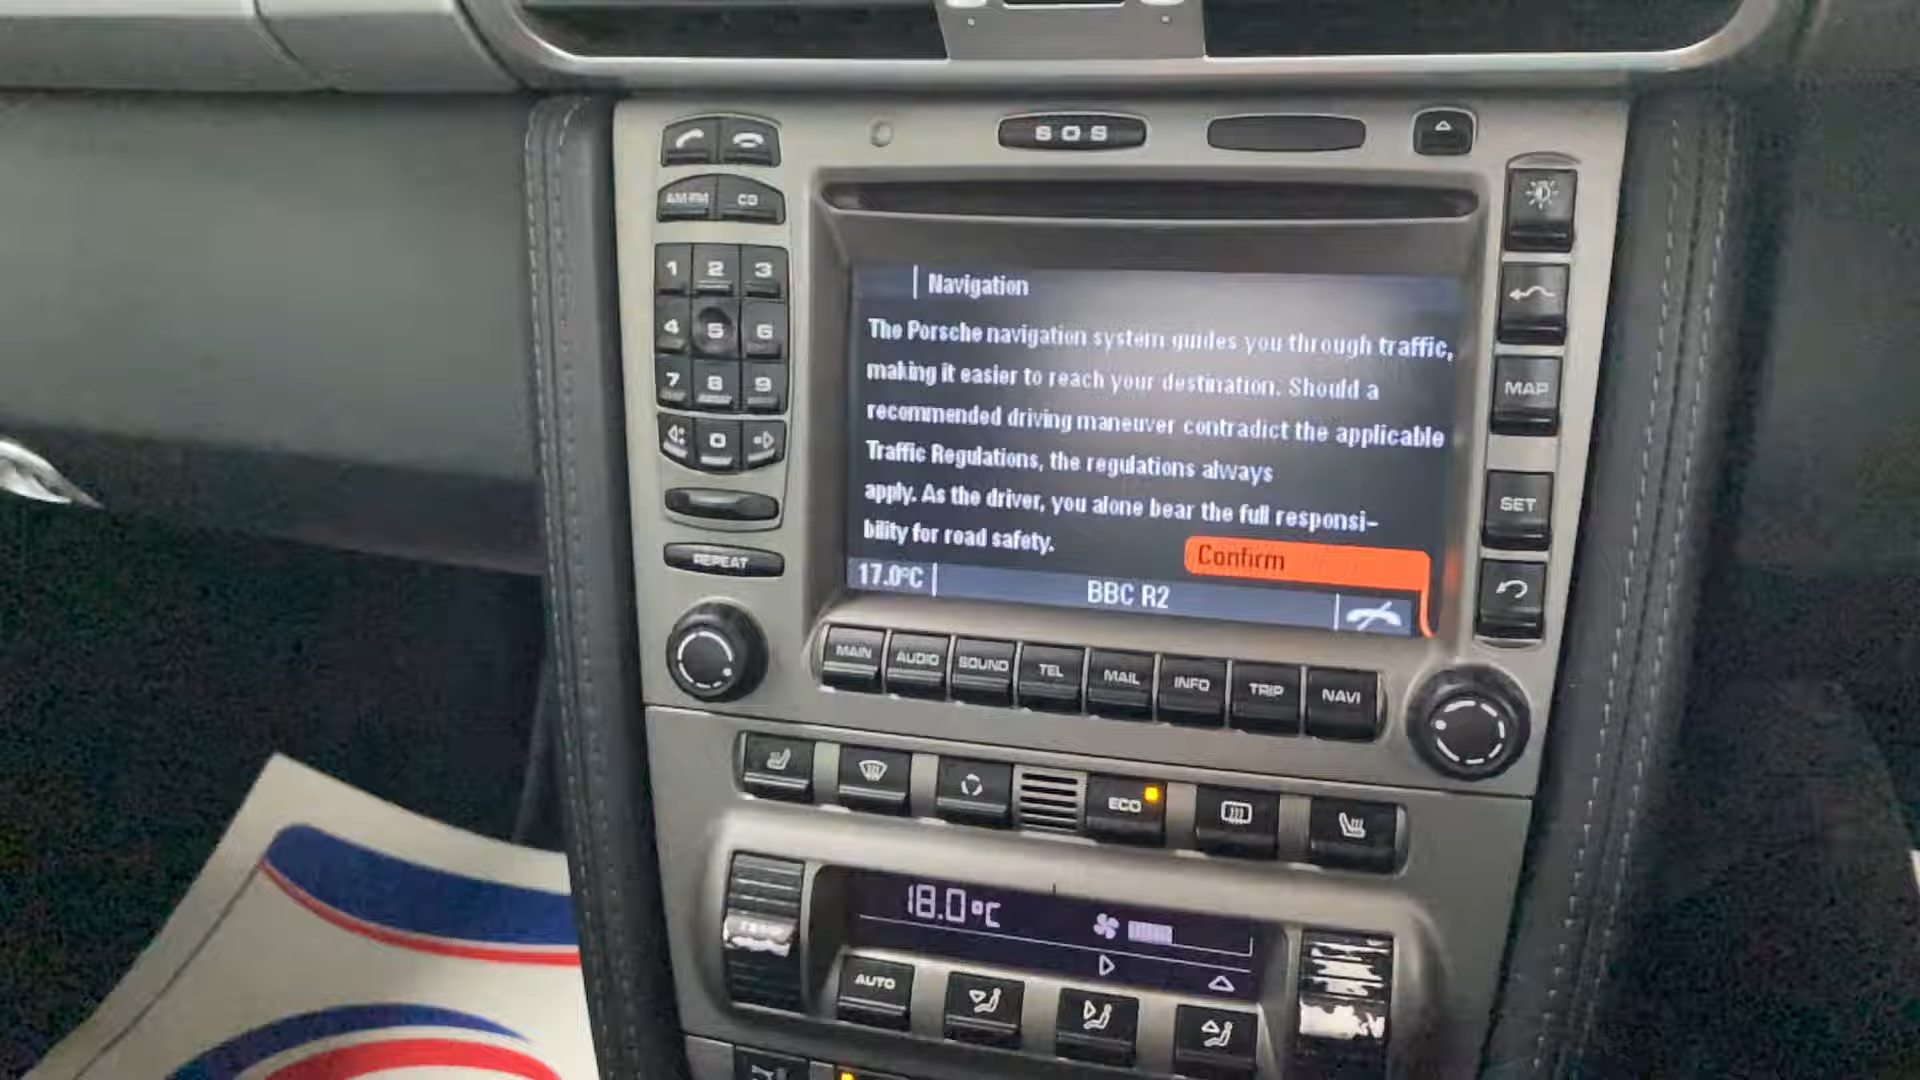 SOS
AM FM CD
1 2 3
4 5 6
7 8 9
0
REPEAT
MAP
SET
Navigation
The Porsche navigation system guides you through traffic,
making it easier to reach your destination. Should a
recommended driving maneuver contradict the applicable
Traffic Regulations, the regulations always
apply. As the driver, you alone bear the full responsi-
bility for road safety.
Confirm
17.0°C BBC R2
MAIN AUDIO SOUND TEL MAIL INFO TRIP NAVI
ECO
18.0°C
AUTO